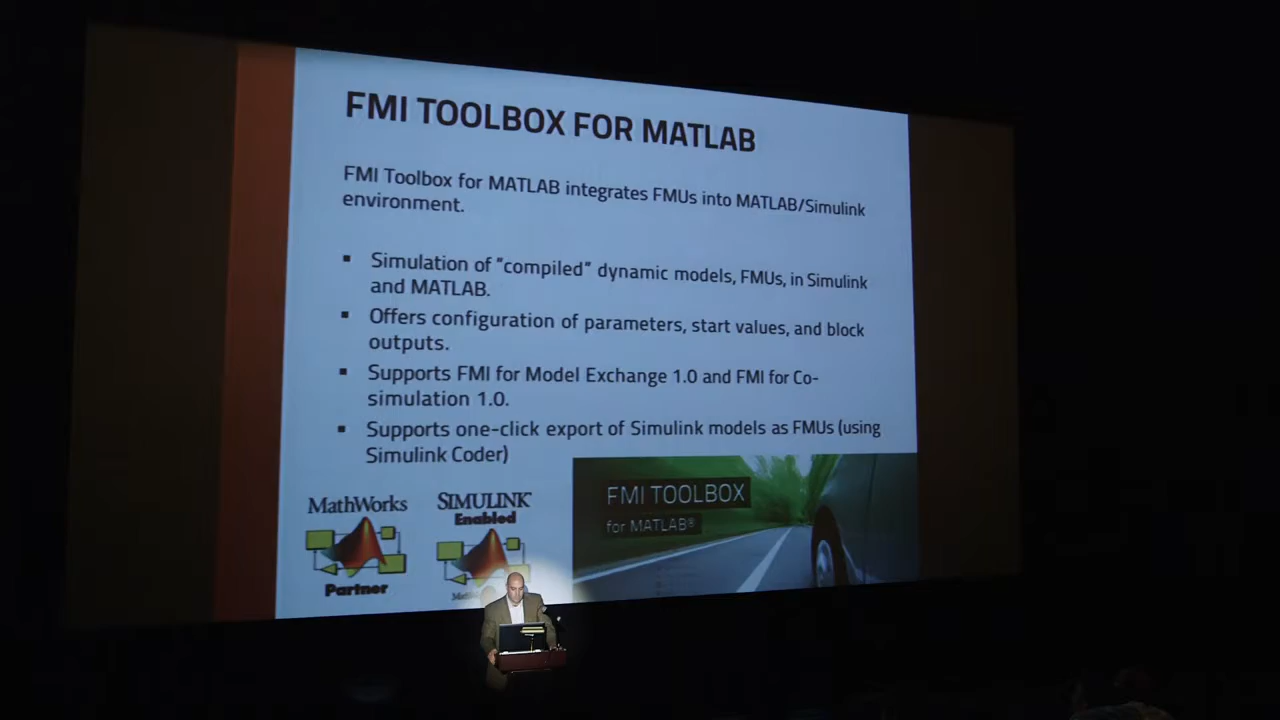 FMI TOOLBOX FOR MATLAB
FMI Toolbox for MATLAB integrates FMUs into MATLAB/Simulink
environment.
▪ Simulation of “compiled” dynamic models, FMUs, in Simulink
and MATLAB.
▪ Offers configuration of parameters, start values, and block
outputs.
▪ Supports FMI for Model Exchange 1.0 and FMI for Co-
simulation 1.0.
▪ Supports one-click export of Simulink models as FMUs (using
Simulink Coder)
MathWorks
Partner
SIMULINK
Enabled
FMI TOOLBOX
for MATLAB®